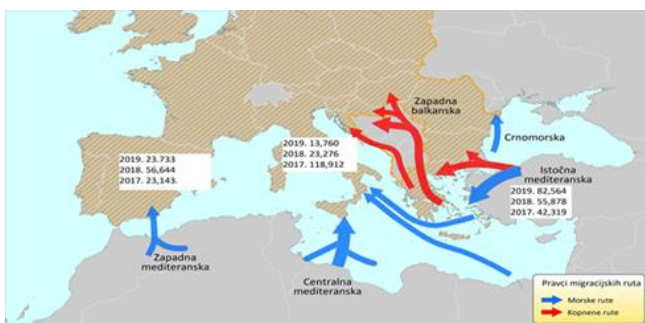 Zapadna
balkanska
Crnomorska
2019. 13,760
2018. 23,276
2017. 118,912
2019. 23.733
2018. 56,644
2017. 23,143.
Istočna
mediteranska
2019. 82,564
2018. 55,878
2017. 42,319
Zapadna
mediteranska
Centralna
mediteranska
Pravci migracijskih ruta
Morske rute
Kopnene rute